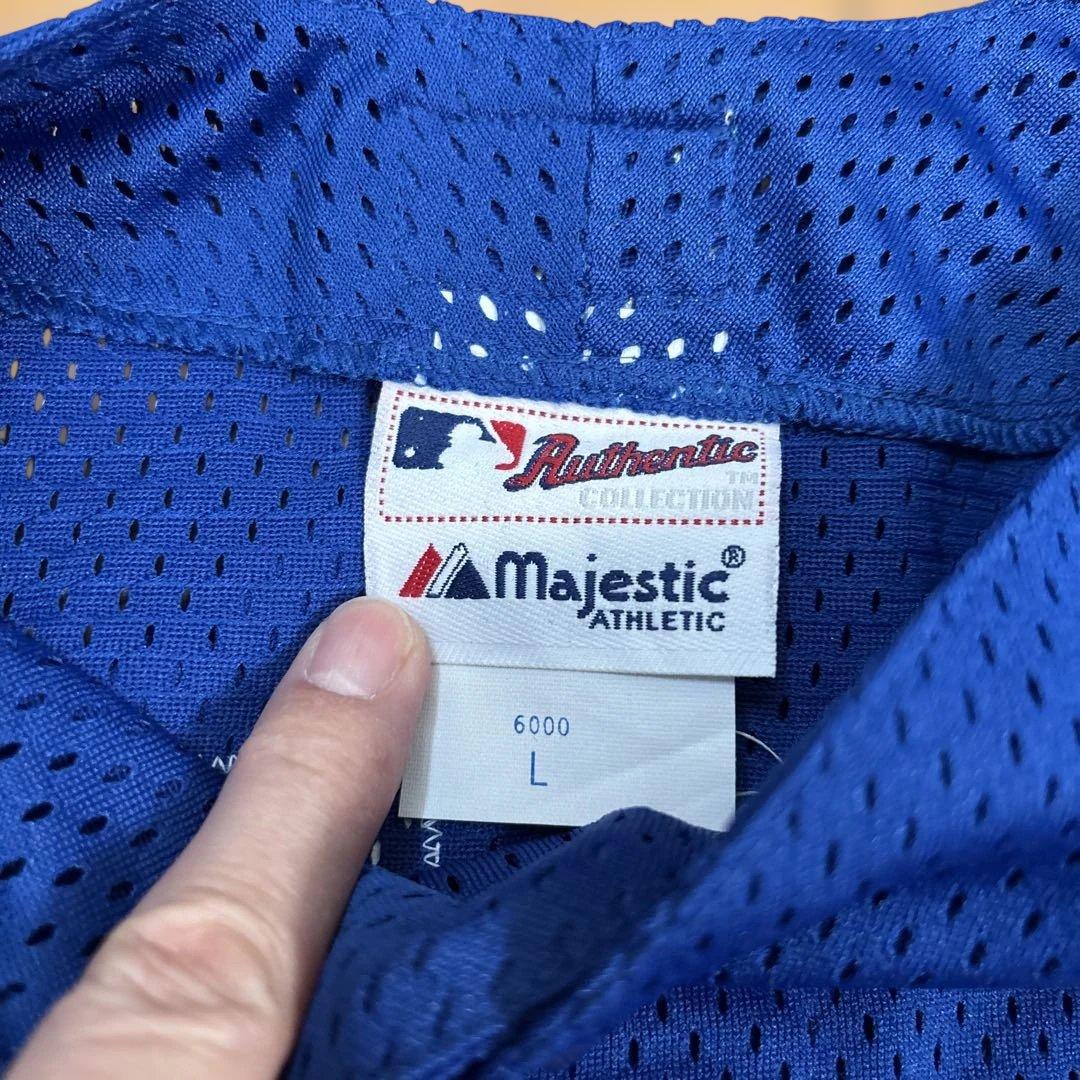 Authentic
™
COLLECTION
Majestic®
ATHLETIC
6000
L